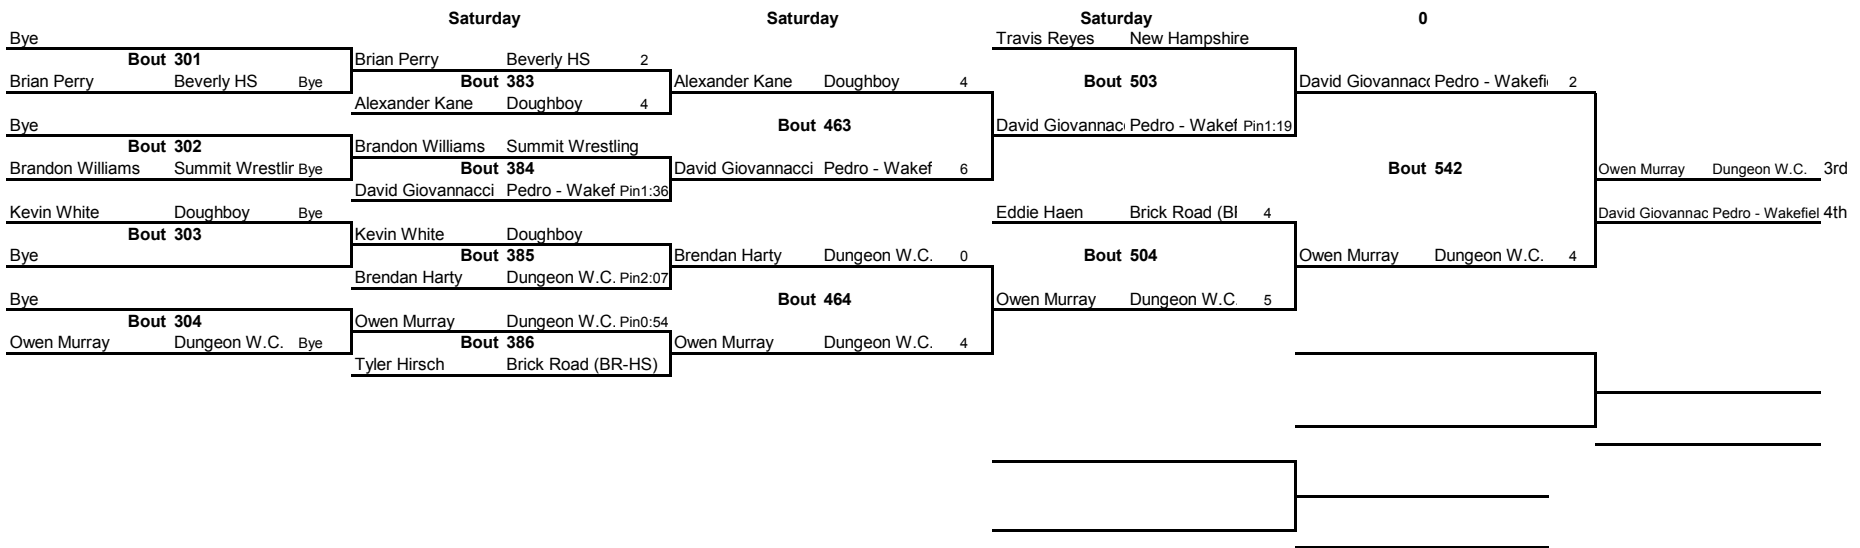 Saturday Saturday Saturday 0
Bye Travis Reyes New Hampshire
Bout 301 Brian Perry Beverly HS 2
Brian Perry Beverly HS Bye Bout 383 Alexander Kane Doughboy 4 Bout 503 David Giovannac Pedro - Wakefi 2
Alexander Kane Doughboy 4
Bye Bout 463 David Giovannac Pedro - Wakef Pin1:19
Bout 302 Brandon Williams Summit Wrestling
Brandon Williams Summit Wrestlin Bye Bout 384 David Giovannacci Pedro - Wakef 6 Bout 542 Owen Murray Dungeon W.C. 3rd
David Giovannacci Pedro - Wakef Pin1:36
Kevin White Doughboy Bye Eddie Haen Brick Road (BI 4 David Giovannac Pedro - Wakefiel 4th
Bout 303 Kevin White Doughboy
Bye Bout 385 Brendan Harty Dungeon W.C. 0 Bout 504 Owen Murray Dungeon W.C. 4
Brendan Harty Dungeon W.C. Pin2:07
Bye Bout 464 Owen Murray Dungeon W.C. 5
Bout 304 Owen Murray Dungeon W.C. Pin0:54
Owen Murray Dungeon W.C. Bye Bout 386 Owen Murray Dungeon W.C. 4
Tyler Hirsch Brick Road (BR-HS)